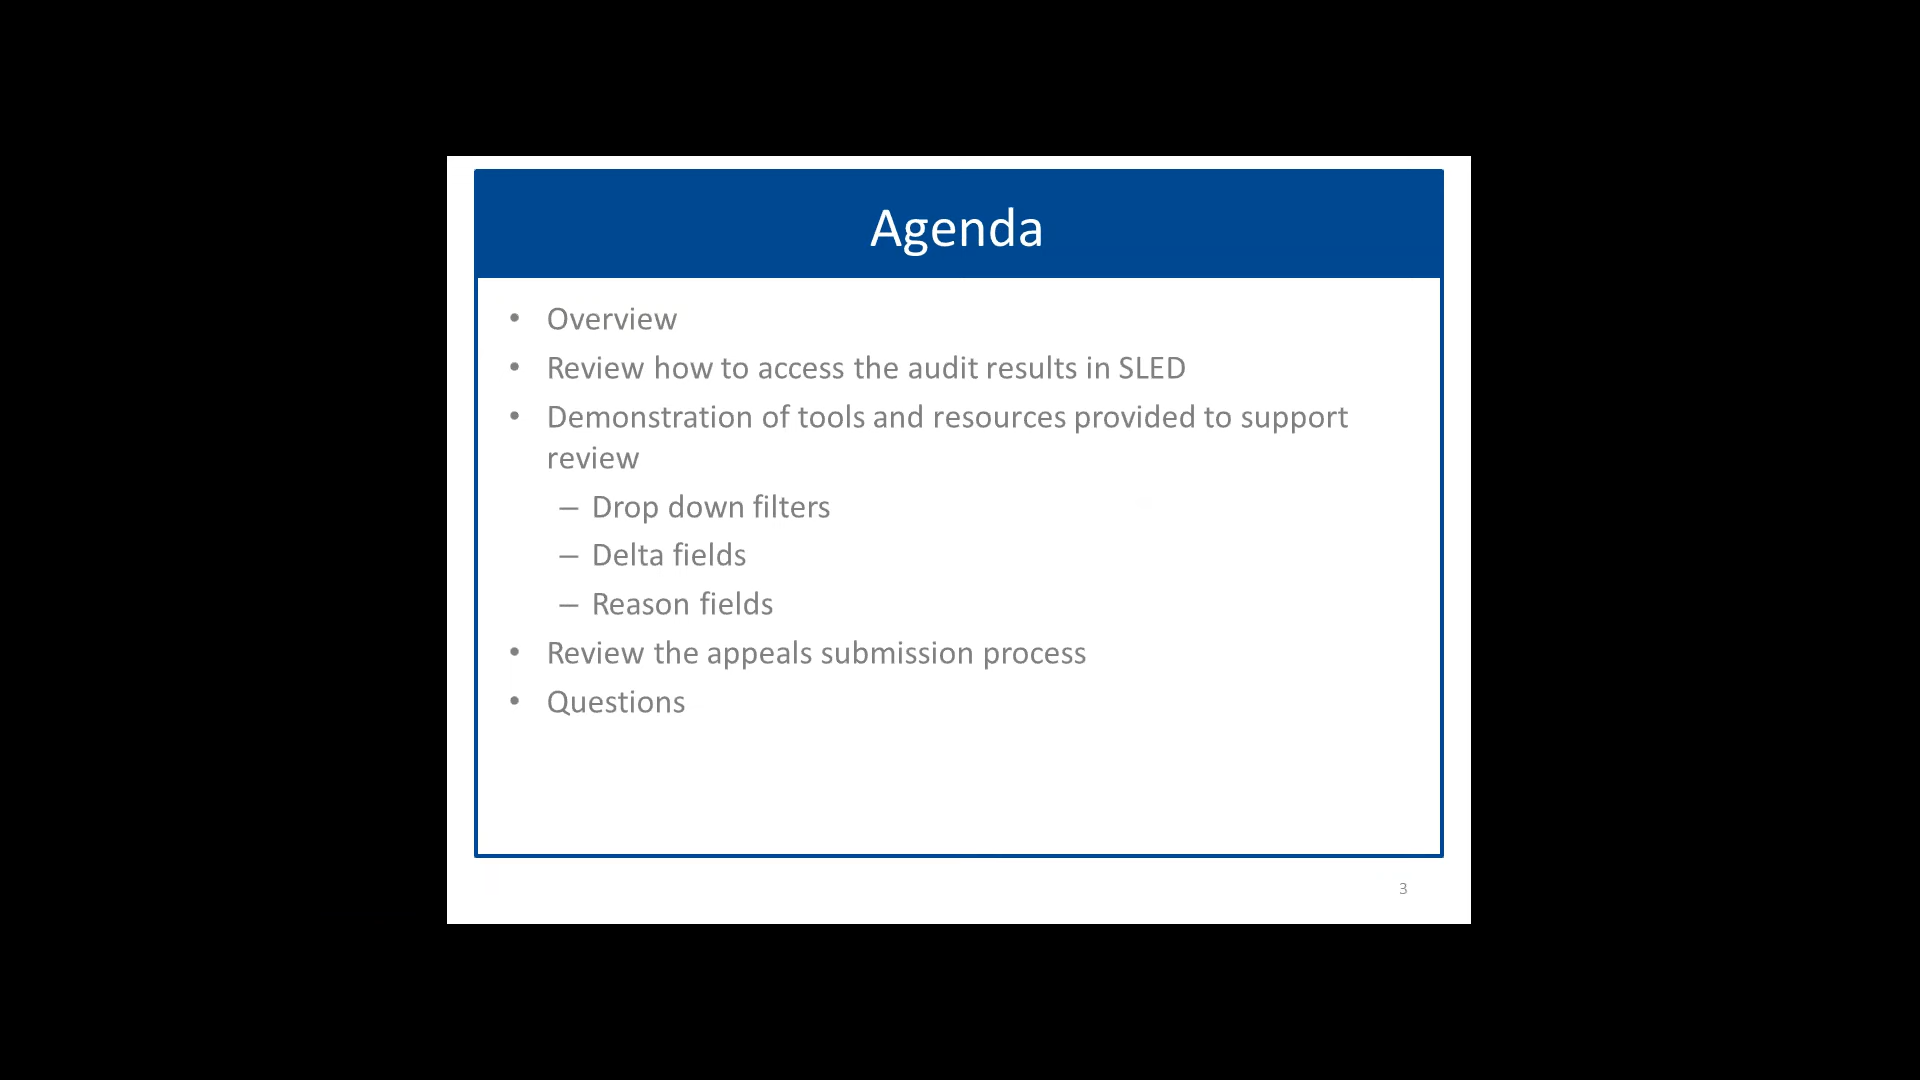 Agenda
• Overview
• Review how to access the audit results in SLED
• Demonstration of tools and resources provided to support
review
– Drop down filters
– Delta fields
– Reason fields
• Review the appeals submission process
• Questions
3